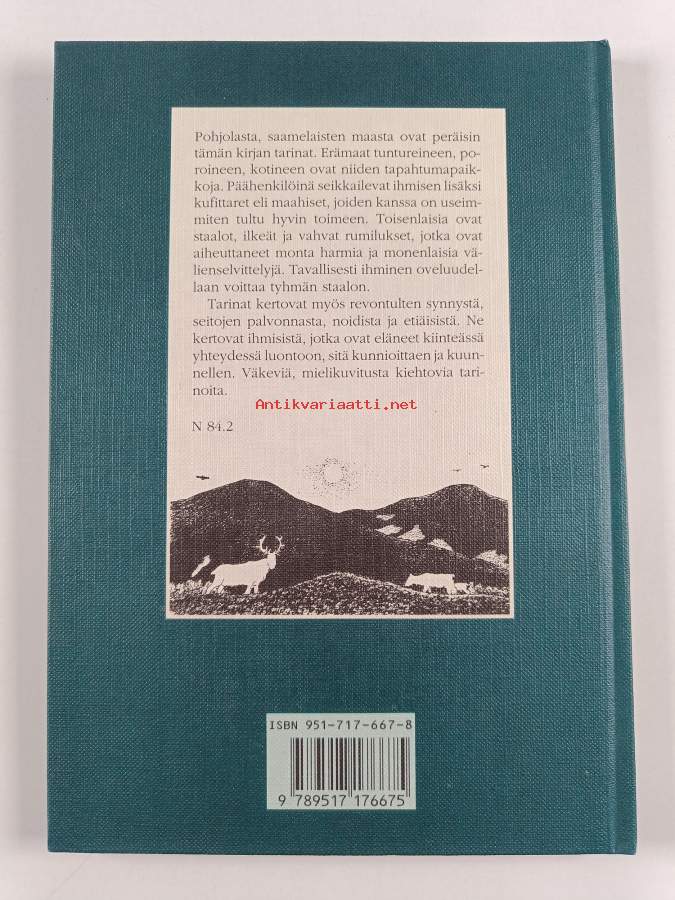 Pohjolasta, saamelaisten maasta ovat peräisin
tämän kirjan tarinat. Erämaat tuntureineen, po-
roineen, kotineen ovat niiden tapahtumapaik-
koja. Päähenkilöinä seikkailevat ihmisen lisäksi
kufittaret eli maahiset, joiden kanssa on useim-
miten tultu hyvin toimeen. Toisenlaisia ovat
staalot, ilkeät ja vahvat rumilukset, jotka ovat
aiheuttaneet monta harmia ja monenlaisia vä-
lienselvittelyjä. Tavallisesti ihminen oveluudel-
laan voittaa tyhmän staalon.
Tarinat kertovat myös revontulten synnystä,
seitojen palvonnasta, noidista ja etiäisistä. Ne
kertovat ihmisistä, jotka ovat eläneet kiinteässä
yhteydessä luontoon, sitä kunnioittaen ja kuun-
nellen. Väkeviä, mielikuvitusta kiehtovia tari-
noita.
Antikvariaatti.net
N 84.2
ISBN 951-717-667-8
9 789517 176675